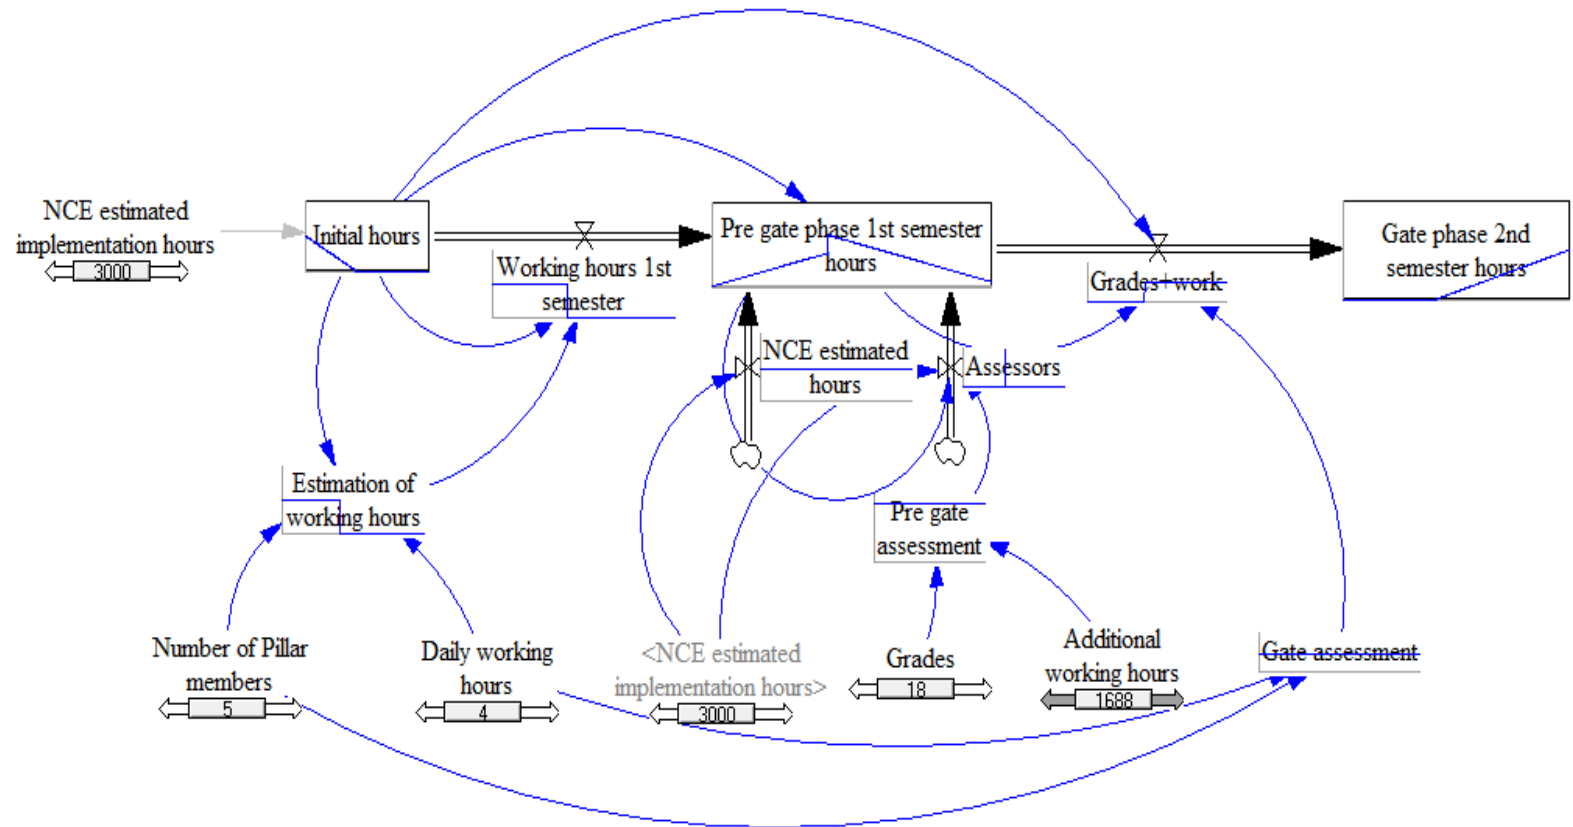 NCE estimated
implementation hours
3000
Initial hours
Working hours 1st
semester
Pre gate phase 1st semester
hours
Grades+work
Gate phase 2nd
semester hours
NCE estimated
hours
Assessors
Estimation of
working hours
Pre gate
assessment
Number of Pillar
members
5
Daily working
hours
4
<NCE estimated
implementation hours>
3000
Grades
18
Additional
working hours
1688
Gate assessment